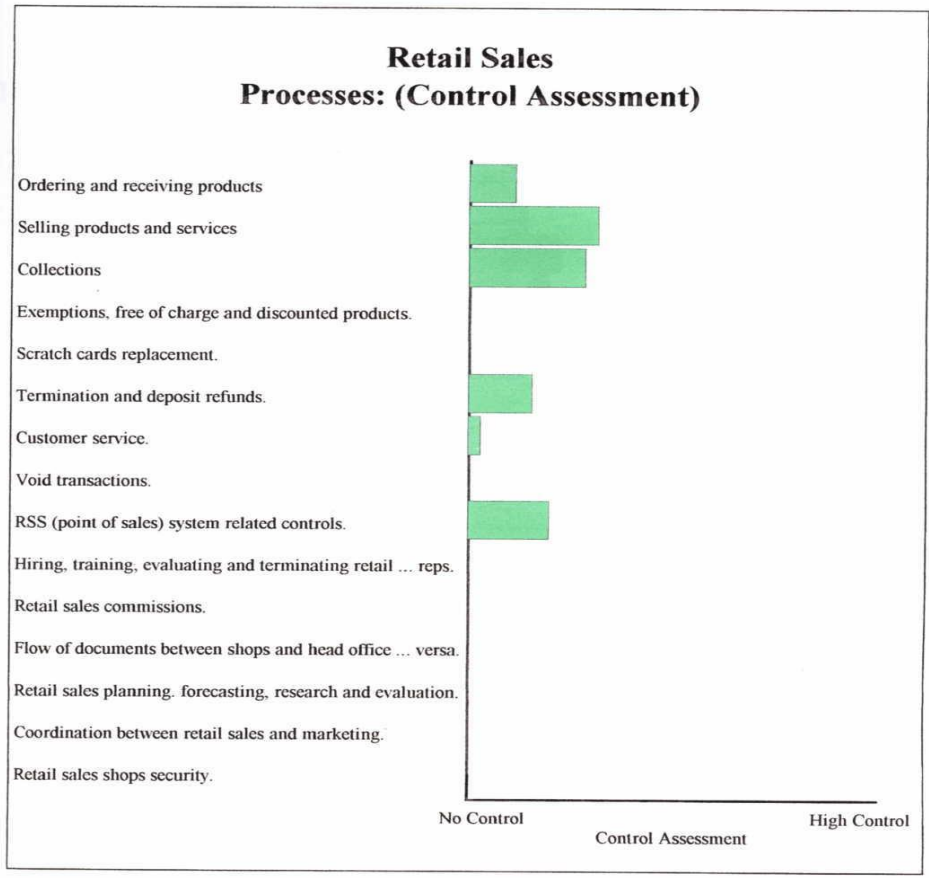 Retail Sales
Processes: (Control Assessment)
Ordering and receiving products
Selling products and services
Collections
Exemptions, free of charge and discounted products.
Scratch cards replacement.
Termination and deposit refunds.
Customer service.
Void transactions.
RSS (point of sales) system related controls.
Hiring, training, evaluating and terminating retail ... reps.
Retail sales commissions.
Flow of documents between shops and head office ... versa.
Retail sales planning. forecasting, research and evaluation.
Coordination between retail sales and marketing.
Retail sales shops security.
No Control
High Control
Control Assessment